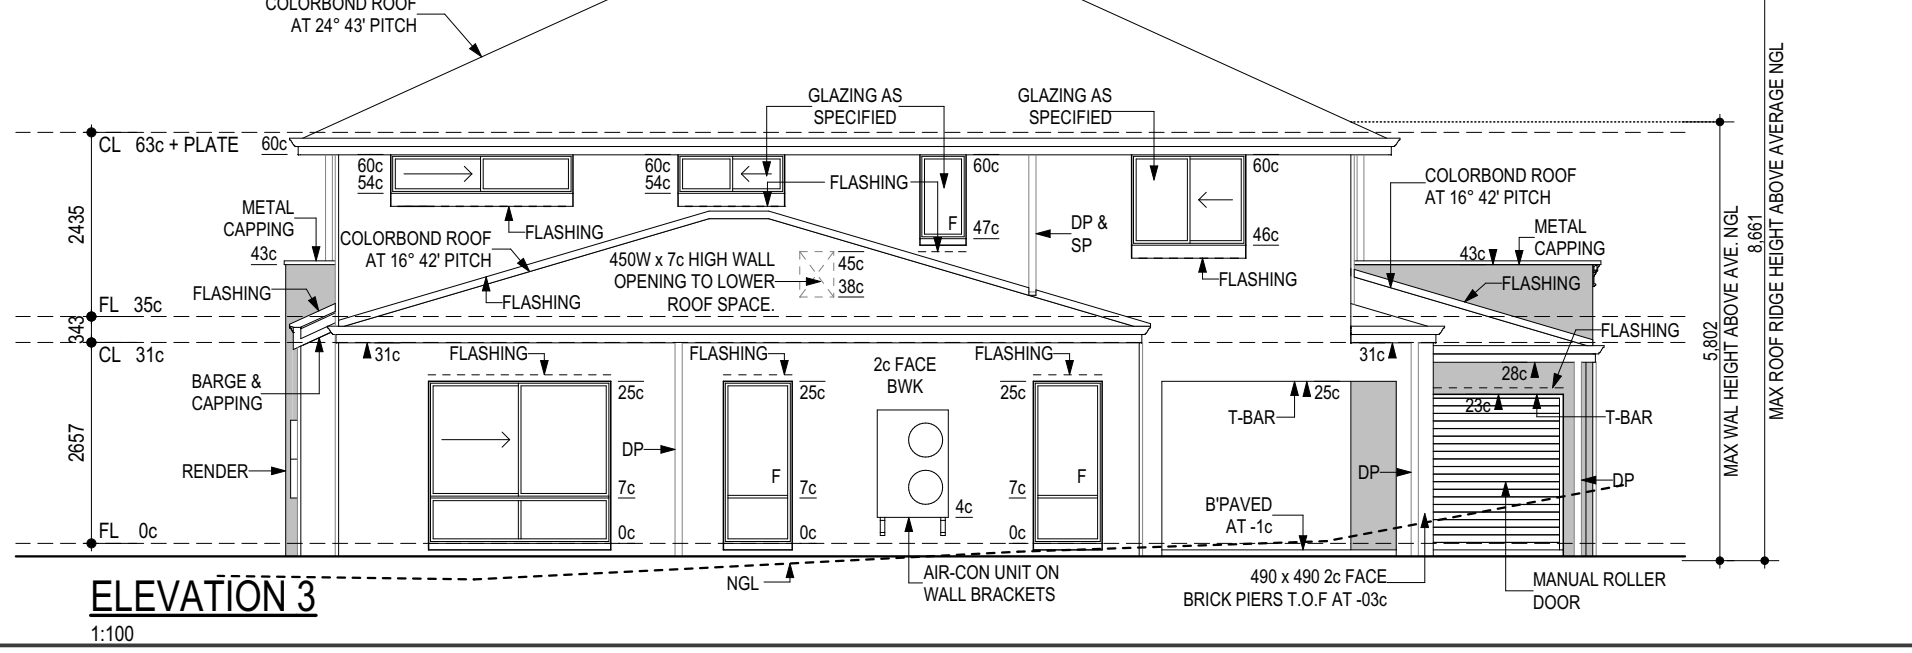 COLORBOND ROOF
AT 24° 43' PITCH
GLAZING AS
SPECIFIED
GLAZING AS
SPECIFIED
CL 63c + PLATE
60c
60c
54c
60c
54c
60c
60c
FLASHING
COLORBOND ROOF
AT 16° 42' PITCH
METAL
CAPPING
43c
2435
FLASHING
47c
F
DP &
SP
46c
METAL
CAPPING
43c
COLORBOND ROOF
AT 16° 42' PITCH
450W x 7c HIGH WALL
OPENING TO LOWER
ROOF SPACE.
45c
38c
FLASHING
FLASHING
FLASHING
FLASHING
FL 35c
343
FLASHING
CL 31c
31c
FLASHING
FLASHING
2c FACE
BWK
FLASHING
31c
28c
BARGE &
CAPPING
25c
25c
25c
25c
23c
T-BAR
T-BAR
2657
RENDER
DP
F
F
DP
DP
7c
7c
7c
4c
B'PAVED
AT -1c
FL 0c
0c
0c
0c
NGL
AIR-CON UNIT ON
WALL BRACKETS
490 x 490 2c FACE
BRICK PIERS T.O.F AT -03c
MANUAL ROLLER
DOOR
5,802
MAX WAL HEIGHT ABOVE AVE. NGL
8,661
MAX ROOF RIDGE HEIGHT ABOVE AVERAGE NGL
ELEVATION 3
1:100